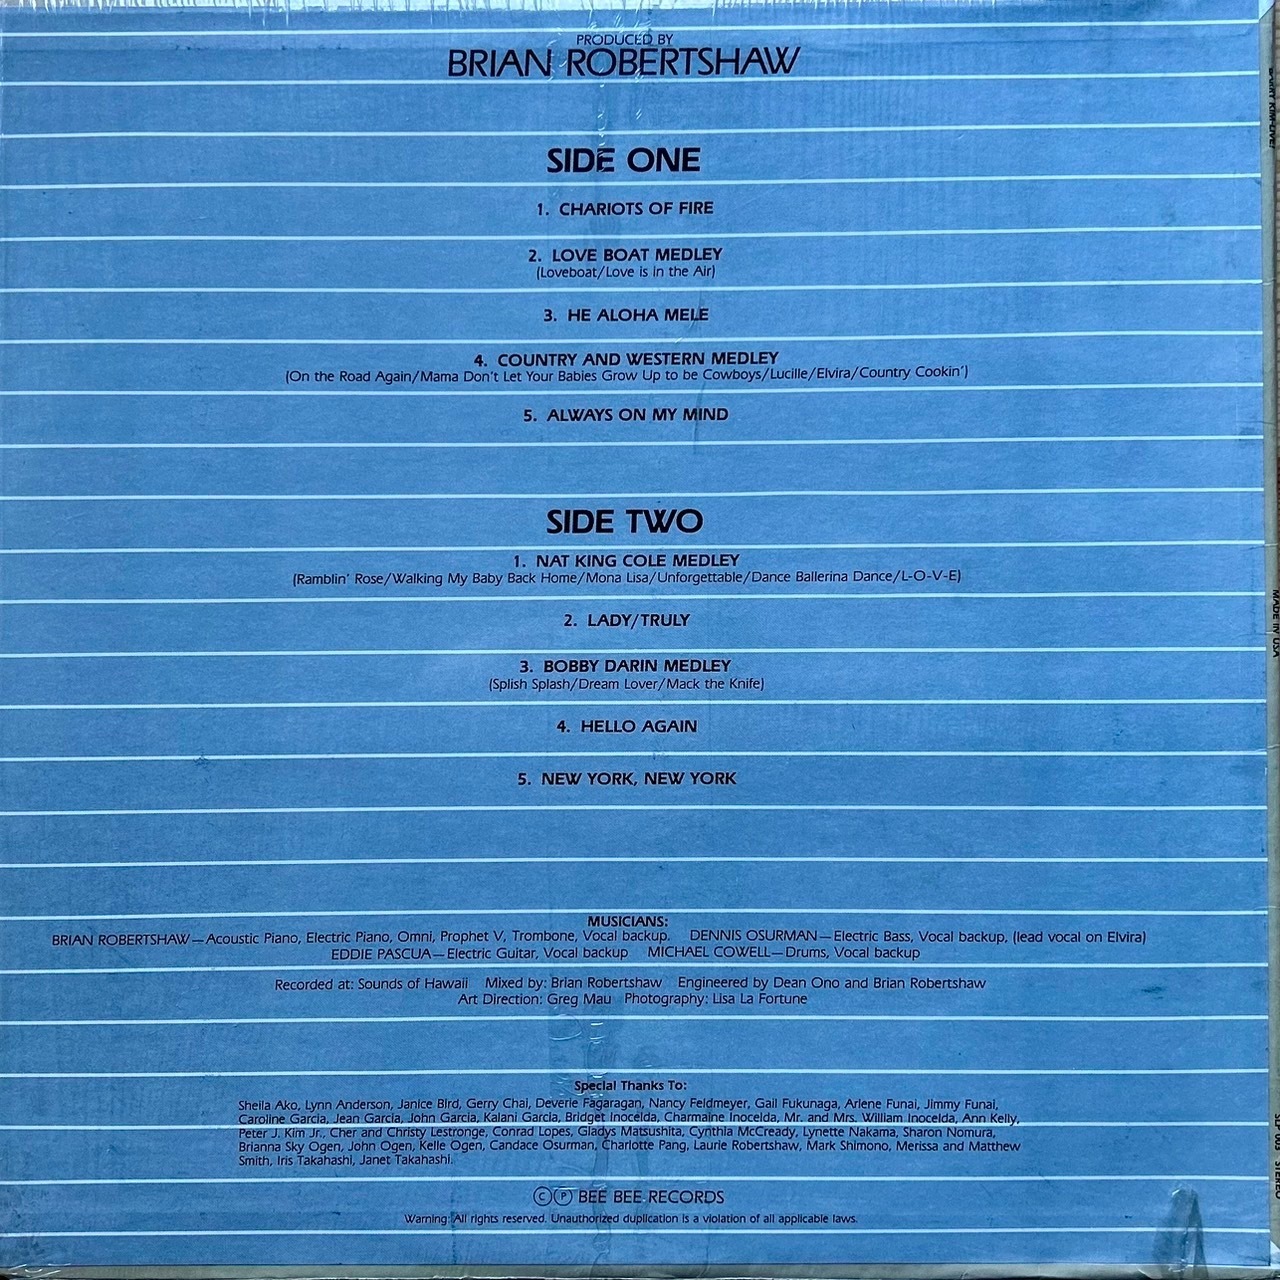 PRODUCED BY
BRIAN ROBERTSHAW
SIDE ONE
1. CHARIOTS OF FIRE
2. LOVE BOAT MEDLEY
(Loveboat/Love is in the Air)
3. HE ALOHA MELE
4. COUNTRY AND WESTERN MEDLEY
(On the Road Again/Mama Don't Let Your Babies Grow Up to be Cowboys/Lucille/Elvira/Country Cookin')
5. ALWAYS ON MY MIND
SIDE TWO
1. NAT KING COLE MEDLEY
(Ramblin' Rose/Walking My Baby Back Home/Mona Lisa/Unforgettable/Dance Ballerina Dance/L-O-V-E)
2. LADY/TRULY
3. BOBBY DARIN MEDLEY
(Splish Splash/Dream Lover/Mack the Knife)
4. HELLO AGAIN
5. NEW YORK, NEW YORK
MUSICIANS:
BRIAN ROBERTSHAW—Acoustic Piano, Electric Piano, Omni, Prophet V, Trombone, Vocal backup. DENNIS OSURMAN—Electric Bass, Vocal backup, (lead vocal on Elvira)
EDDIE PASCUA—Electric Guitar, Vocal backup MICHAEL COWELL—Drums, Vocal backup
Recorded at: Sounds of Hawaii Mixed by: Brian Robertshaw Engineered by Dean Ono and Brian Robertshaw
Art Direction: Greg Mau Photography: Lisa La Fortune
Special Thanks To:
Sheila Ako, Lynn Anderson, Janice Bird, Gerry Chai, Deverie Fagaragan, Nancy Feldmeyer, Gail Fukunaga, Arlene Funai, Jimmy Funai,
Caroline Garcia, Jean Garcia, John Garcia, Kalani Garcia, Bridget Inocelda, Charmaine Inocelda, Mr. and Mrs. William Inocelda, Ann Kelly,
Peter J. Kim Jr., Cher and Christy Lestronge, Conrad Lopes, Gladys Matsushita, Cynthia McCready, Lynette Nakama, Sharon Nomura,
Brianna Sky Ogen, John Ogen, Kelle Ogen, Candace Osurman, Charlotte Pang, Laurie Robertshaw, Mark Shimono, Merissa and Matthew
Smith, Iris Takahashi, Janet Takahashi.
© Ⓟ BEE BEE RECORDS
Warning: All rights reserved. Unauthorized duplication is a violation of all applicable laws.
MADE IN USA
STEREO